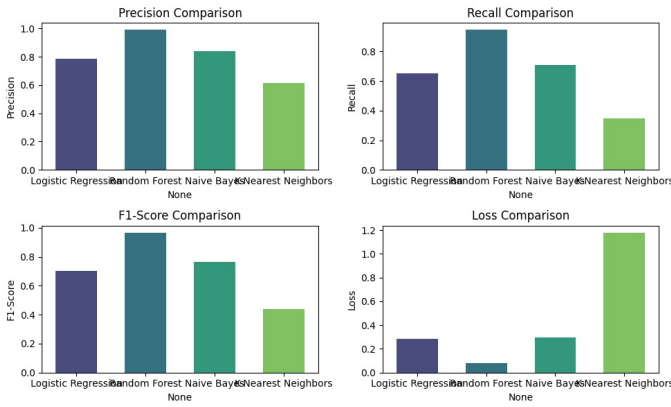 Precision Comparison
Precision
1.0
0.8
0.6
0.4
0.2
0.0
Logistic Regression Random Forest Naive Bayes K-Nearest Neighbors
None
Recall Comparison
Recall
0.8
0.6
0.4
0.2
0.0
Logistic Regression Random Forest Naive Bayes K-Nearest Neighbors
None
F1-Score Comparison
F1-Score
1.0
0.8
0.6
0.4
0.2
0.0
Logistic Regression Random Forest Naive Bayes K-Nearest Neighbors
None
Loss Comparison
Loss
1.2
1.0
0.8
0.6
0.4
0.2
0.0
Logistic Regression Random Forest Naive Bayes K-Nearest Neighbors
None